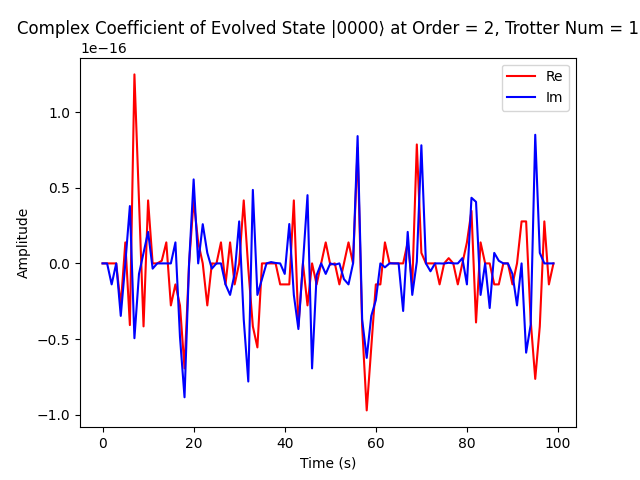 Complex Coefficient of Evolved State |0000⟩ at Order = 2, Trotter Num = 1
1e−16
Re
Im
1.0
0.5
0.0
−0.5
−1.0
Amplitude
0 20 40 60 80 100
Time (s)